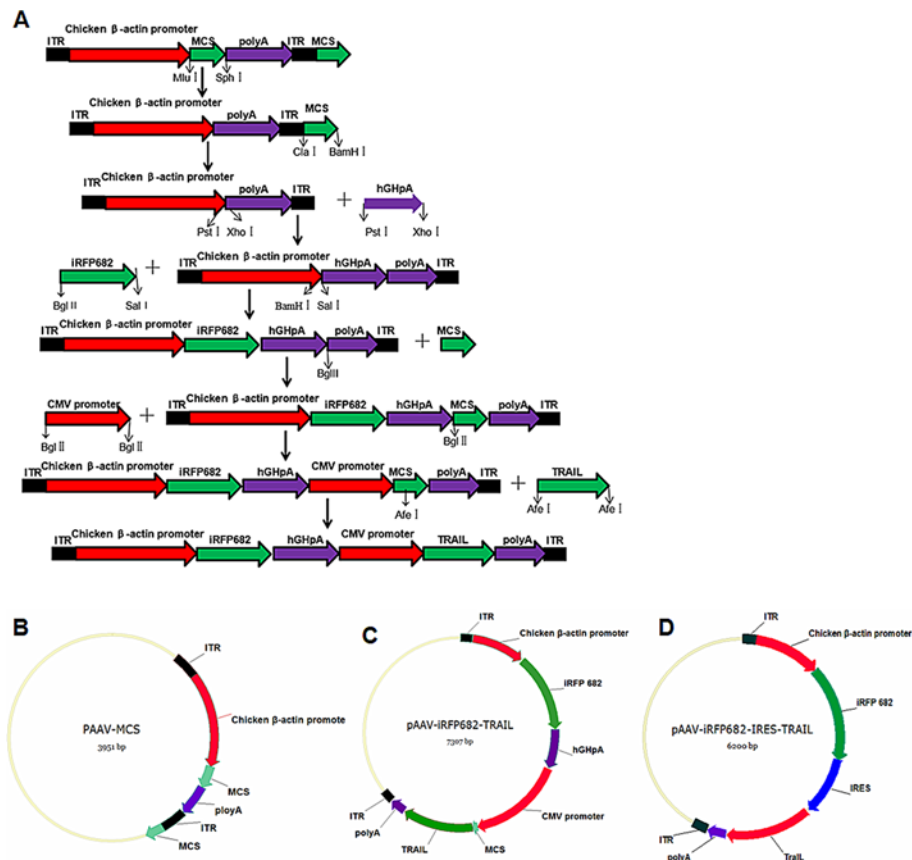 A
Chicken β-actin promoter
ITR MCS polyA ITR MCS
Mlu I Sph I
Chicken β-actin promoter
ITR polyA ITR MCS
Cla I BamH I
Chicken β-actin promoter
ITR polyA ITR + hGHpA
Pst I Xho I Pst I Xho I
iRFP682 + ITR Chicken β-actin promoter hGHpA polyA ITR
Bgl II Sal I BamH I Sal I
Chicken β-actin promoter
ITR iRFP682 hGHpA polyA ITR + MCS
BglII
CMV promoter + ITR Chicken β-actin promoter iRFP682 hGHpA MCS polyA ITR
Bgl II Bgl II Bgl II
ITR Chicken β-actin promoter iRFP682 hGHpA CMV promoter MCS polyA ITR + TRAIL
Afe I Afe I Afe I
ITR Chicken β-actin promoter iRFP682 hGHpA CMV promoter TRAIL polyA ITR
B
ITR
Chicken β-actin promote
PAAV-MCS
3951 bp
MCS
ployA
ITR
MCS
C
ITR
Chicken β-actin promoter
iRFP 682
pAAV-iRFP682-TRAIL
7307 bp
hGHpA
CMV promoter
MCS
TRAIL
polyA
ITR
D
ITR
Chicken β-actin promoter
iRFP 682
pAAV-iRFP682-IRES-TRAIL
6200 bp
IRES
TraIL
polyA
ITR